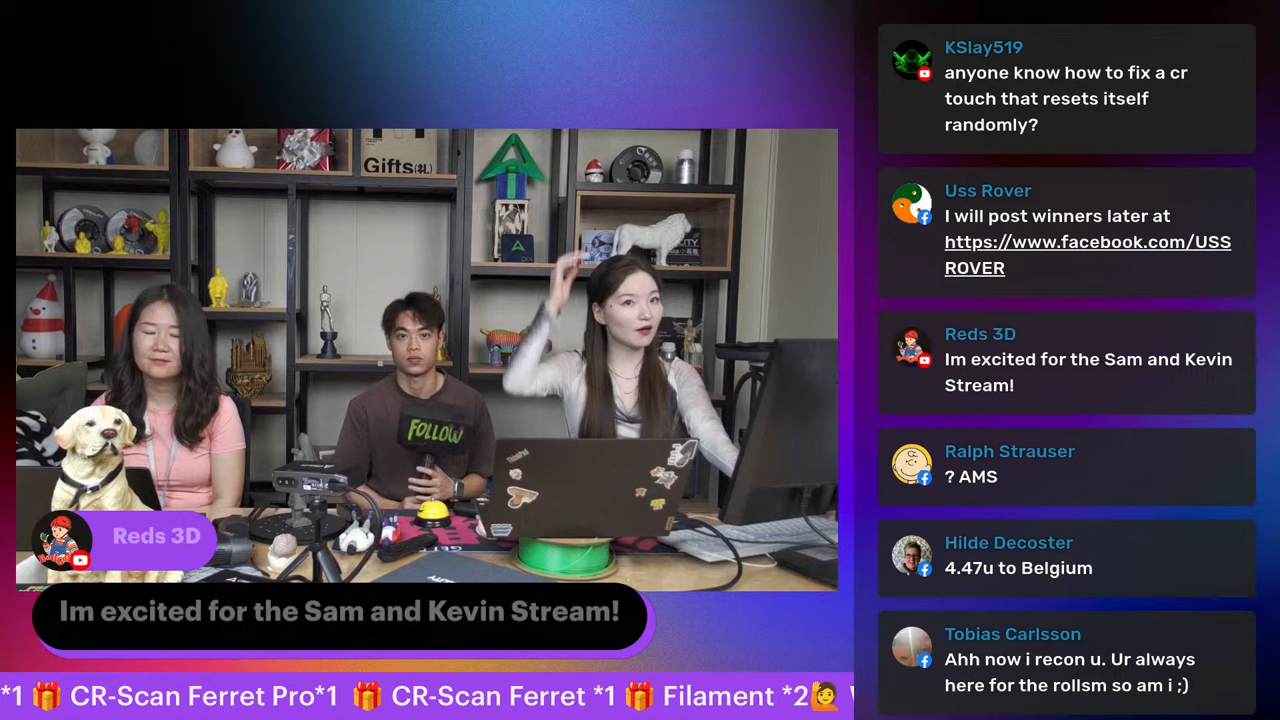 KSlay519
anyone know how to fix a cr
touch that resets itself
randomly?
Uss Rover
I will post winners later at
https://www.facebook.com/USS
ROVER
Reds 3D
Im excited for the Sam and Kevin
Stream!
Ralph Strauser
? AMS
Hilde Decoster
4.47u to Belgium
Tobias Carlsson
Ahh now i recon u. Ur always
here for the rollsm so am i ;)
Gifts(礼)
FOLLOW
ThinkPad
Reds 3D
Im excited for the Sam and Kevin Stream!
*1 🎁 CR-Scan Ferret Pro*1 🎁 CR-Scan Ferret *1 🎁 Filament *2🙋